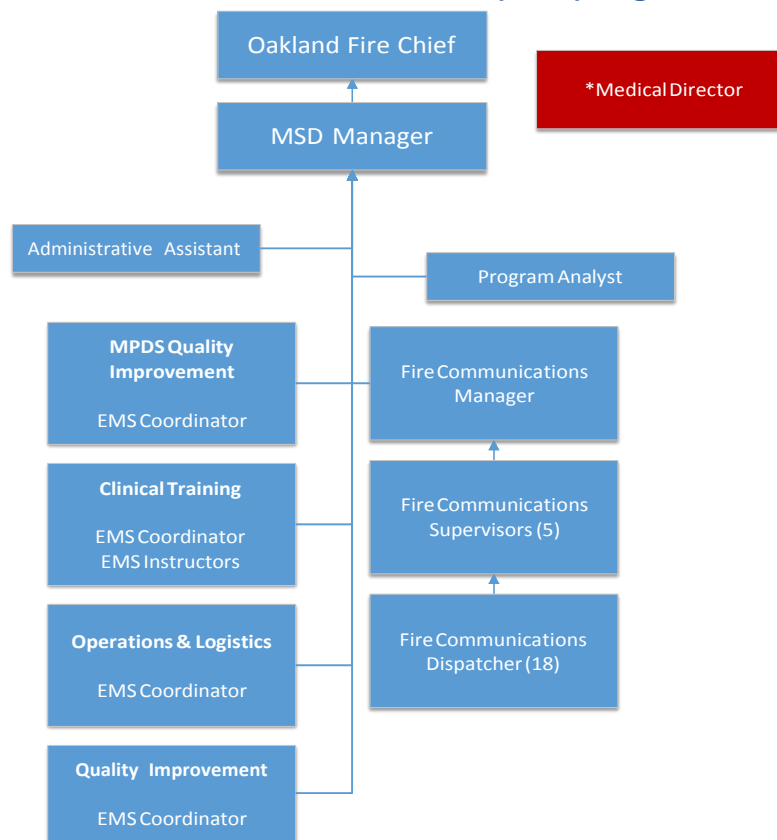 Oakland Fire Chief
*Medical Director
MSD Manager
Administrative Assistant
Program Analyst
MPDS Quality
Improvement
EMS Coordinator
Fire Communications
Manager
Clinical Training
EMS Coordinator
EMS Instructors
Fire Communications
Supervisors (5)
Operations & Logistics
EMS Coordinator
Fire Communications
Dispatcher (18)
Quality Improvement
EMS Coordinator